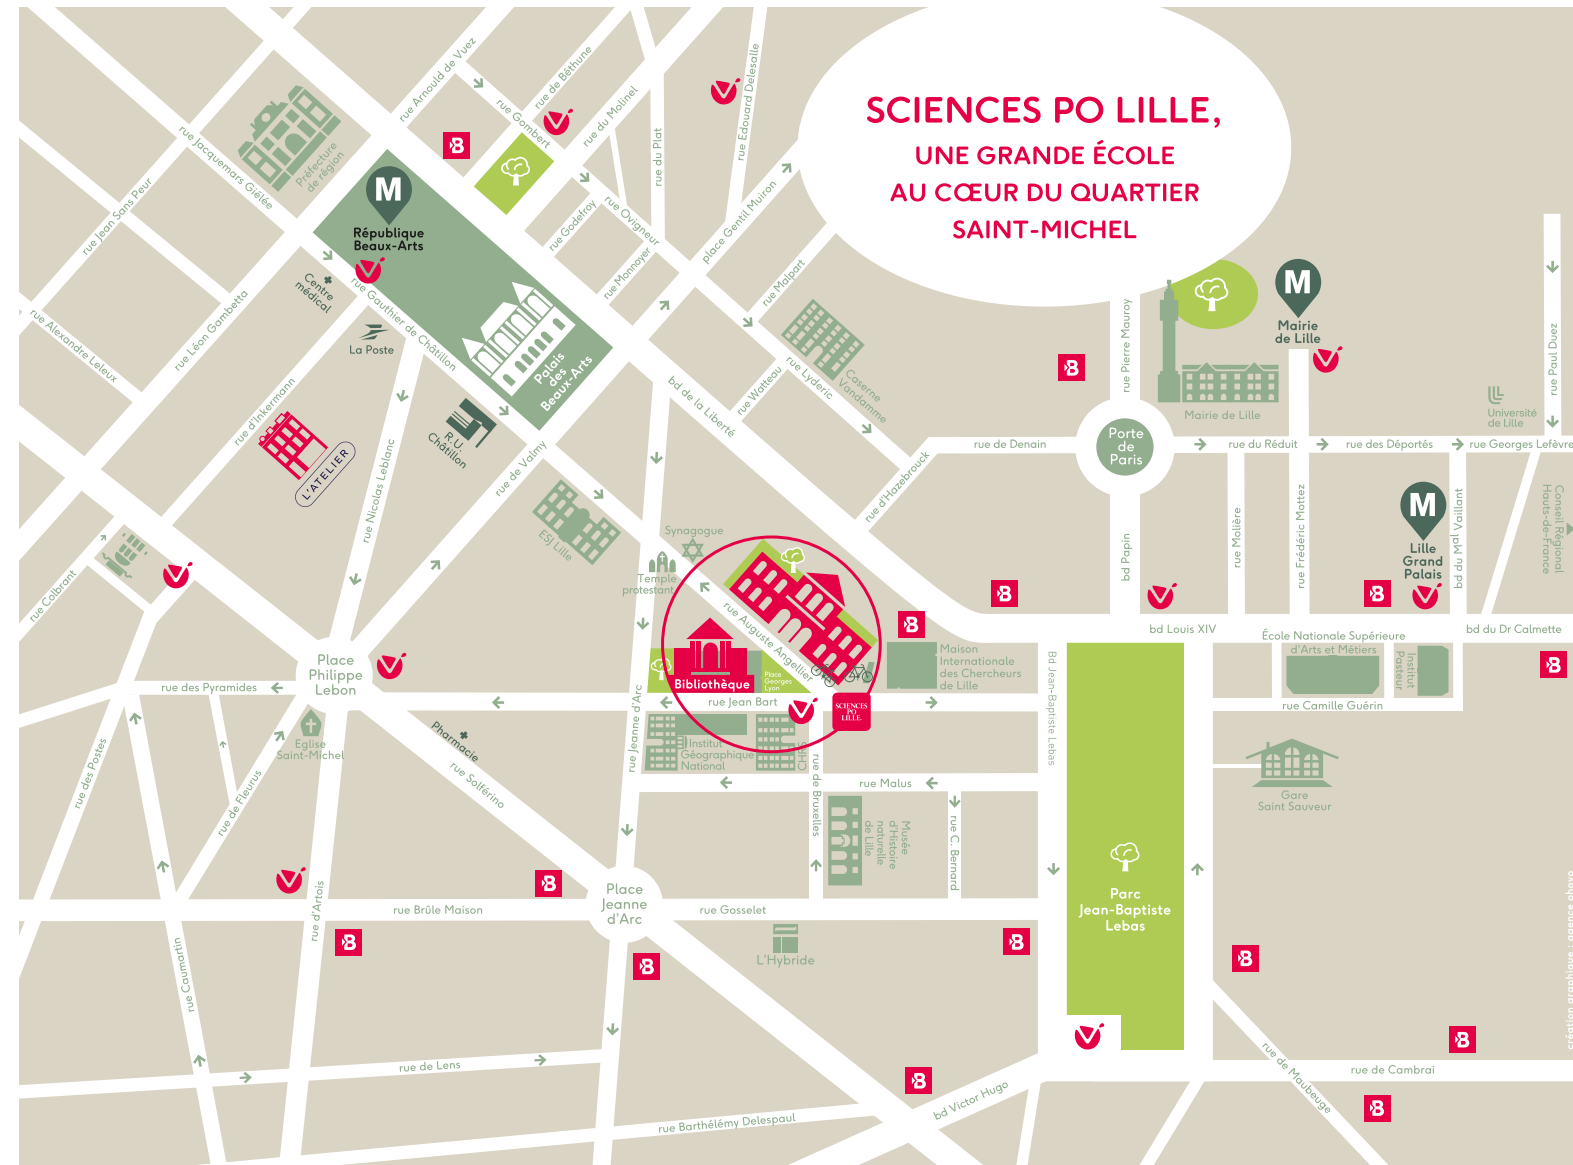 SCIENCES PO LILLE,
UNE GRANDE ÉCOLE
AU CŒUR DU QUARTIER
SAINT-MICHEL
rue Arnould de Vuez
rue de Béthune
rue Gombert
rue du Molinel
rue Edouard Delesalle
rue du Plat
rue Jacquemars Giélée
Préfecture
de région
B
M
République
Beaux-Arts
rue Jean Sans Peur
rue Godefroy
rue Ovigneur
rue Monnoyer
place Gentil Muiron
rue Malpart
Centre
médical
rue Gauthier de Châtillon
La Poste
rue Léon Gambetta
rue Alexandre Leleux
Palais
des
Beaux-Arts
rue d'Inkermann
L'ATELIER
R.U.
Châtillon
rue Nicolas Leblanc
rue de Valmy
ESJ Lille
bd de la Liberté
rue Watteau
rue Lyderic
Caserne
Vandamme
rue d'Hazebrouck
rue de Denain
rue Pierre Mauroy
B
Porte
de
Paris
Mairie de Lille
M
Mairie
de Lille
rue Paul Duez
Université
de Lille
rue du Réduit
rue des Déportés
rue Georges Lefèvre
rue Molière
rue Frédéric Mottez
bd Papin
M
Lille
Grand
Palais
bd du Mal Vaillant
Conseil Régional
Hauts-de-France
rue Colbrant
Synagogue
Temple
protestant
rue Auguste Angellier
Bibliothèque
Place
Georges
Lyon
rue Jean Bart
SCIENCES
PO
LILLE.
B
B
B
Maison
Internationale
des Chercheurs
de Lille
bd Louis XIV
École Nationale Supérieure
d'Arts et Métiers
Institut
Pasteur
bd du Dr Calmette
B
rue Camille Guérin
Place
Philippe
Lebon
rue des Pyramides
Eglise
Saint-Michel
Pharmacie
rue Solférino
rue des Postes
rue de Fleurus
rue Jeanne d'Arc
Institut
Géographique
National
CHRS
rue Malus
rue de Bruxelles
Musée
d'Histoire
naturelle
de Lille
rue C. Bernard
Bd Jean-Baptiste Lebas
Gare
Saint Sauveur
Parc
Jean-Baptiste
Lebas
B
Place
Jeanne
d'Arc
rue Brûle Maison
rue Gosselet
rue d'Artois
B
B
B
B
L'Hybride
rue Caumartin
rue de Lens
rue Barthélémy Delespaul
B
bd Victor Hugo
rue de Maubeuge
rue de Cambrai
B
B
création graphique : agence ohayo